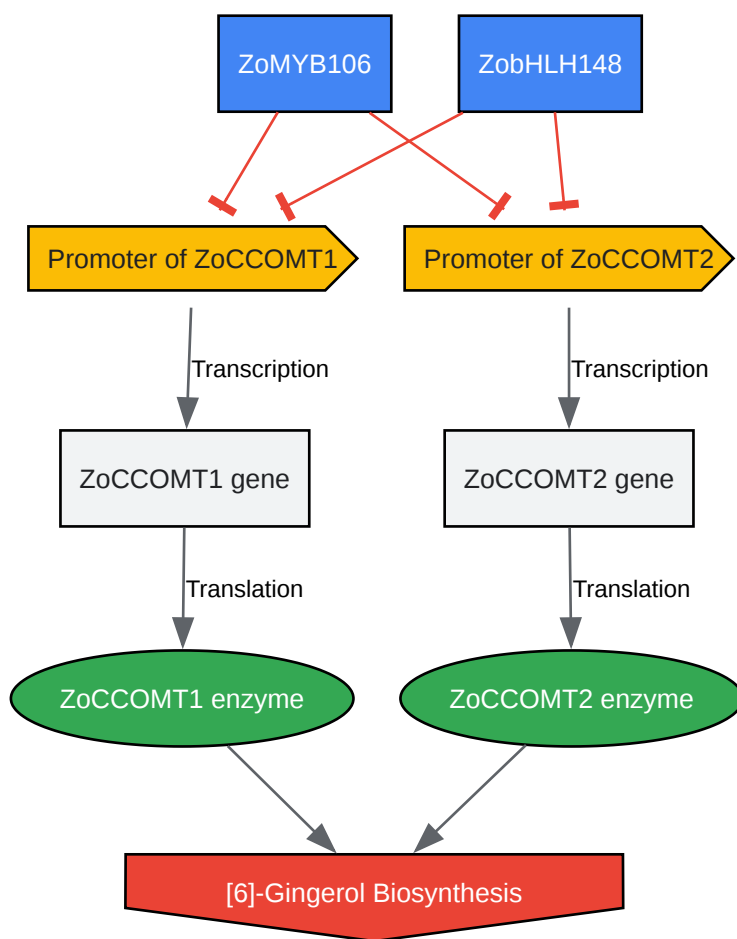 ZoMYB106
ZobHLH148
Promoter of ZoCCOMT1
Promoter of ZoCCOMT2
Transcription
Transcription
ZoCCOMT1 gene
ZoCCOMT2 gene
Translation
Translation
ZoCCOMT1 enzyme
ZoCCOMT2 enzyme
[6]-Gingerol Biosynthesis